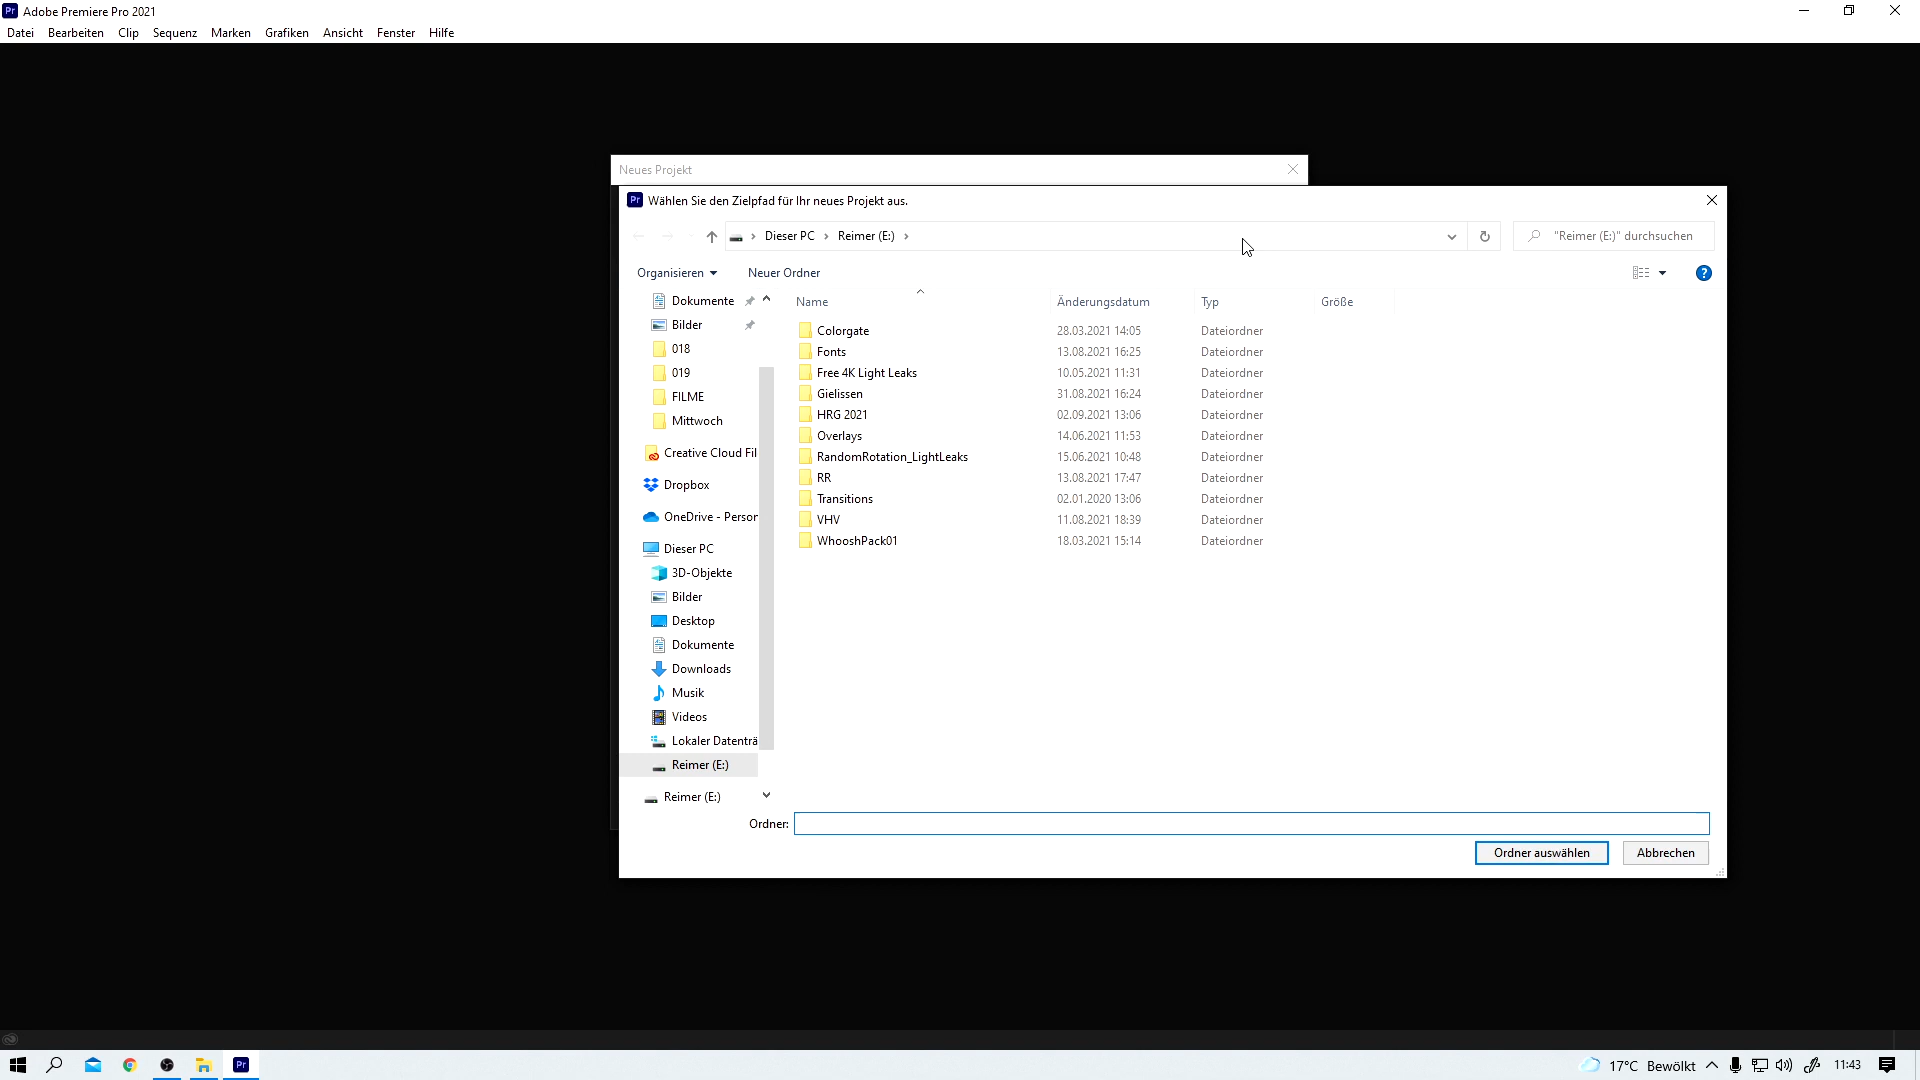 Pr Adobe Premiere Pro 2021
Datei Bearbeiten Clip Sequenz Marken Grafiken Ansicht Fenster Hilfe
Neues Projekt
Pr Wählen Sie den Zielpfad für Ihr neues Projekt aus.
Dieser PC Reimer (E:) "Reimer (E:)" durchsuchen
Organisieren Neuer Ordner ?
Dokumente
Bilder
018
019
FILME
Mittwoch
Creative Cloud Fil
Dropbox
OneDrive - Person
Dieser PC
3D-Objekte
Bilder
Desktop
Dokumente
Downloads
Musik
Videos
Lokaler Datenträ
Reimer (E:)
Reimer (E:)
Name Änderungsdatum Typ Größe
Colorgate 28.03.2021 14:05 Dateiordner
Fonts 13.08.2021 16:25 Dateiordner
Free 4K Light Leaks 10.05.2021 11:31 Dateiordner
Gielissen 31.08.2021 16:24 Dateiordner
HRG 2021 02.09.2021 13:06 Dateiordner
Overlays 14.06.2021 11:53 Dateiordner
RandomRotation_LightLeaks 15.06.2021 10:48 Dateiordner
RR 13.08.2021 17:47 Dateiordner
Transitions 02.01.2020 13:06 Dateiordner
VHV 11.08.2021 18:39 Dateiordner
WhooshPack01 18.03.2021 15:14 Dateiordner
Ordner:
Ordner auswählen Abbrechen
Pr 17°C Bewölkt 11:43